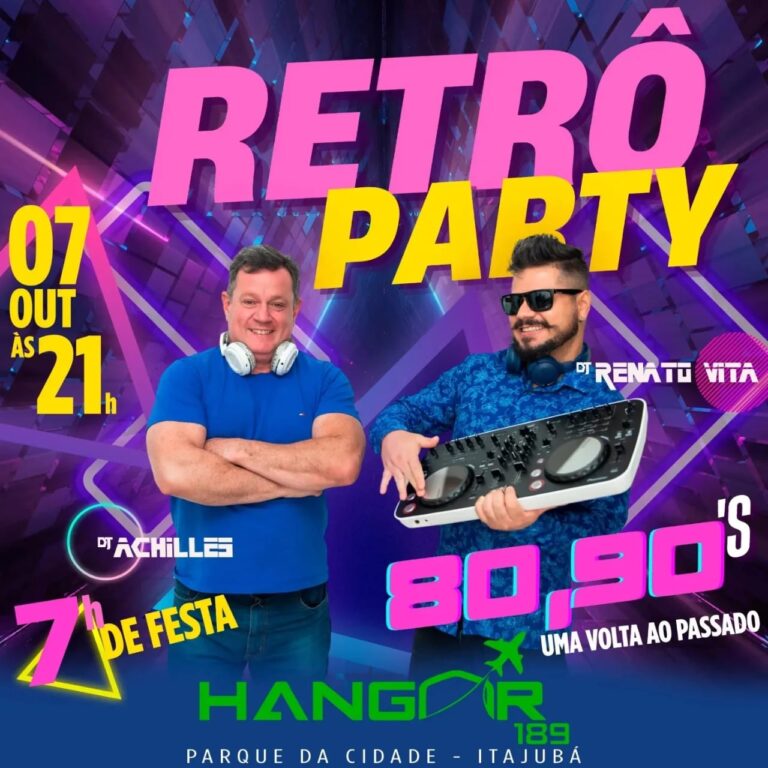 RETRÔ
PARTY
07
OUT
ÀS 21h
DJ RENATO VITA
DJ ACHILLES
80,90'S
7h DE FESTA
UMA VOLTA AO PASSADO
HANGAR
189
PARQUE DA CIDADE - ITAJUBÁ